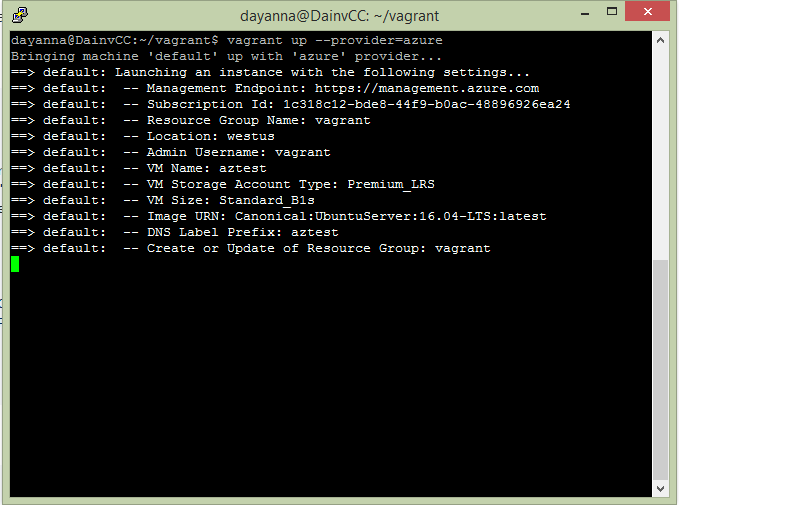 dayanna@DainvCC: ~/vagrant
dayanna@DainvCC:~/vagrant$ vagrant up --provider=azure
Bringing machine 'default' up with 'azure' provider...
==> default: Launching an instance with the following settings...
==> default:  -- Management Endpoint: https://management.azure.com
==> default:  -- Subscription Id: 1c318c12-bde8-44f9-b0ac-48896926ea24
==> default:  -- Resource Group Name: vagrant
==> default:  -- Location: westus
==> default:  -- Admin Username: vagrant
==> default:  -- VM Name: aztest
==> default:  -- VM Storage Account Type: Premium_LRS
==> default:  -- VM Size: Standard_B1s
==> default:  -- Image URN: Canonical:UbuntuServer:16.04-LTS:latest
==> default:  -- DNS Label Prefix: aztest
==> default:  -- Create or Update of Resource Group: vagrant